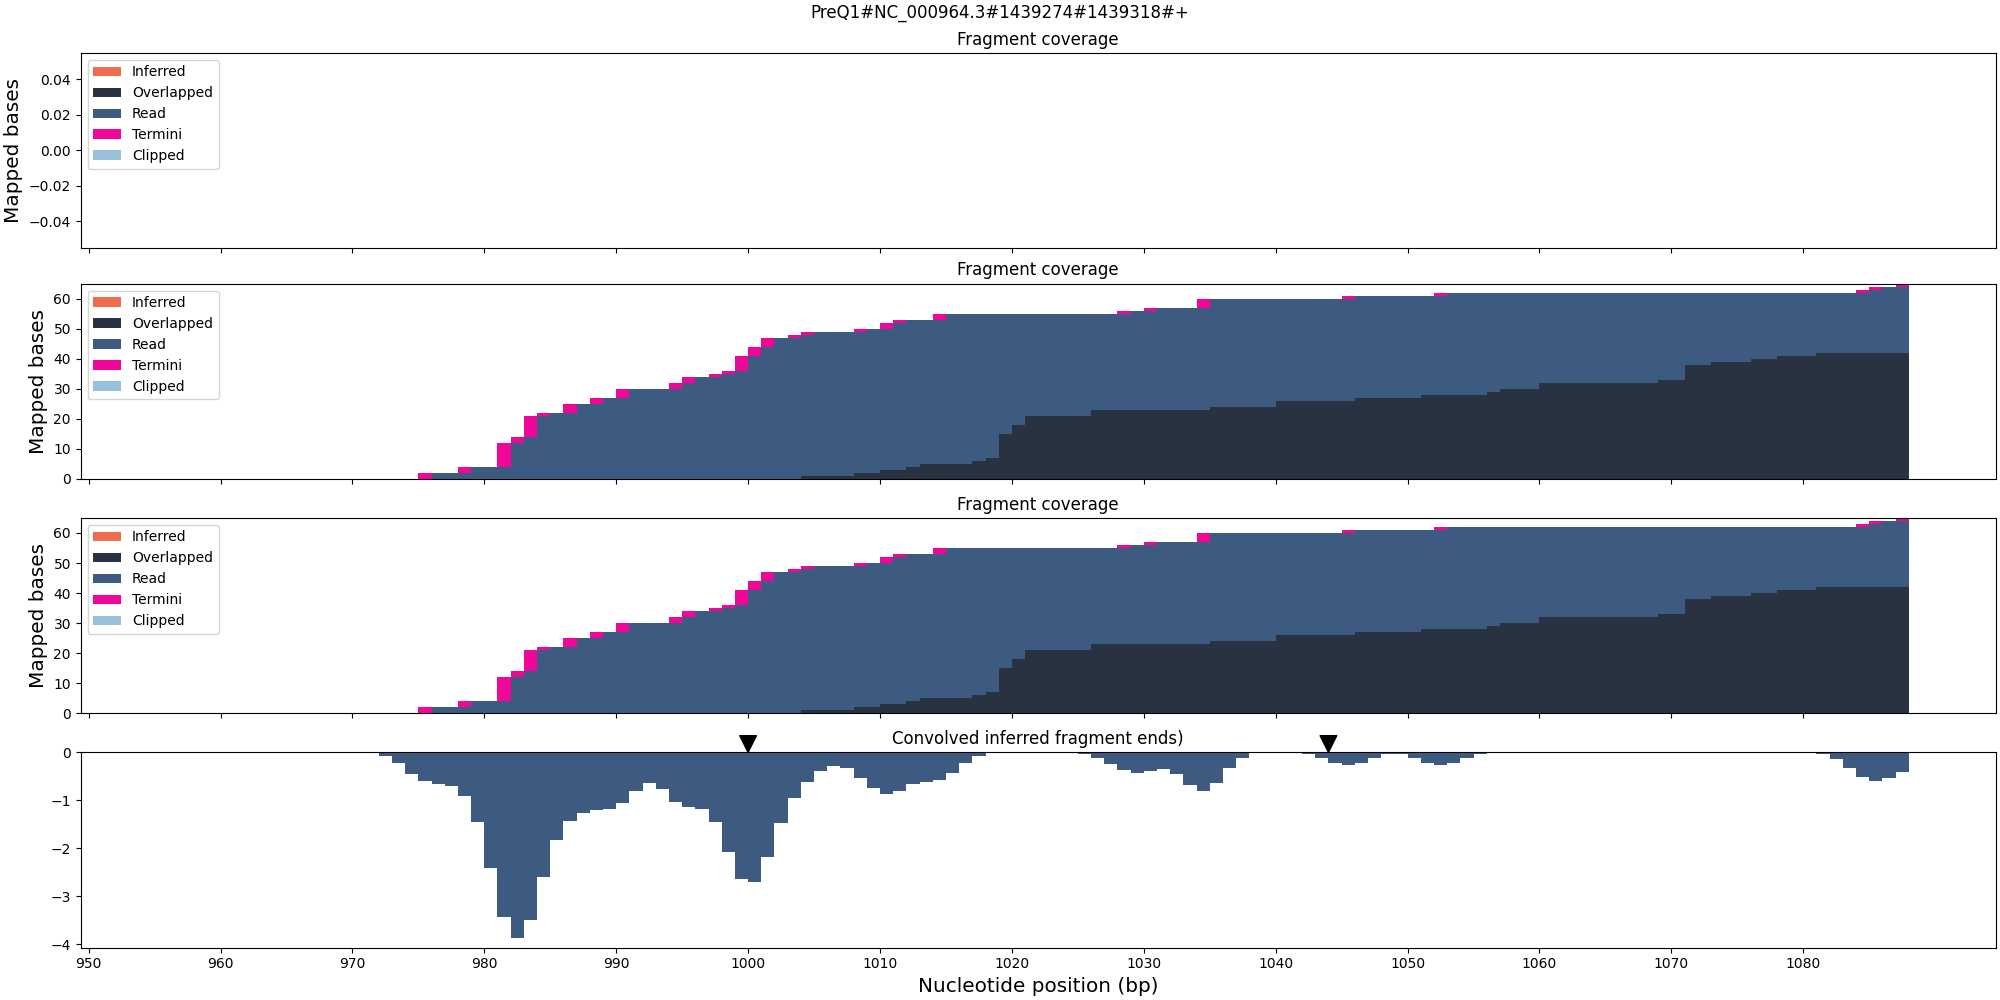 PreQ1#NC_000964.3#1439274#1439318#+
Fragment coverage
Mapped bases
0.04
0.02
0.00
−0.02
−0.04
Inferred
Overlapped
Read
Termini
Clipped
Fragment coverage
Mapped bases
60
50
40
30
20
10
0
Inferred
Overlapped
Read
Termini
Clipped
Fragment coverage
Mapped bases
60
50
40
30
20
10
0
Inferred
Overlapped
Read
Termini
Clipped
Convolved inferred fragment ends)
0
−1
−2
−3
−4
950 960 970 980 990 1000 1010 1020 1030 1040 1050 1060 1070 1080
Nucleotide position (bp)